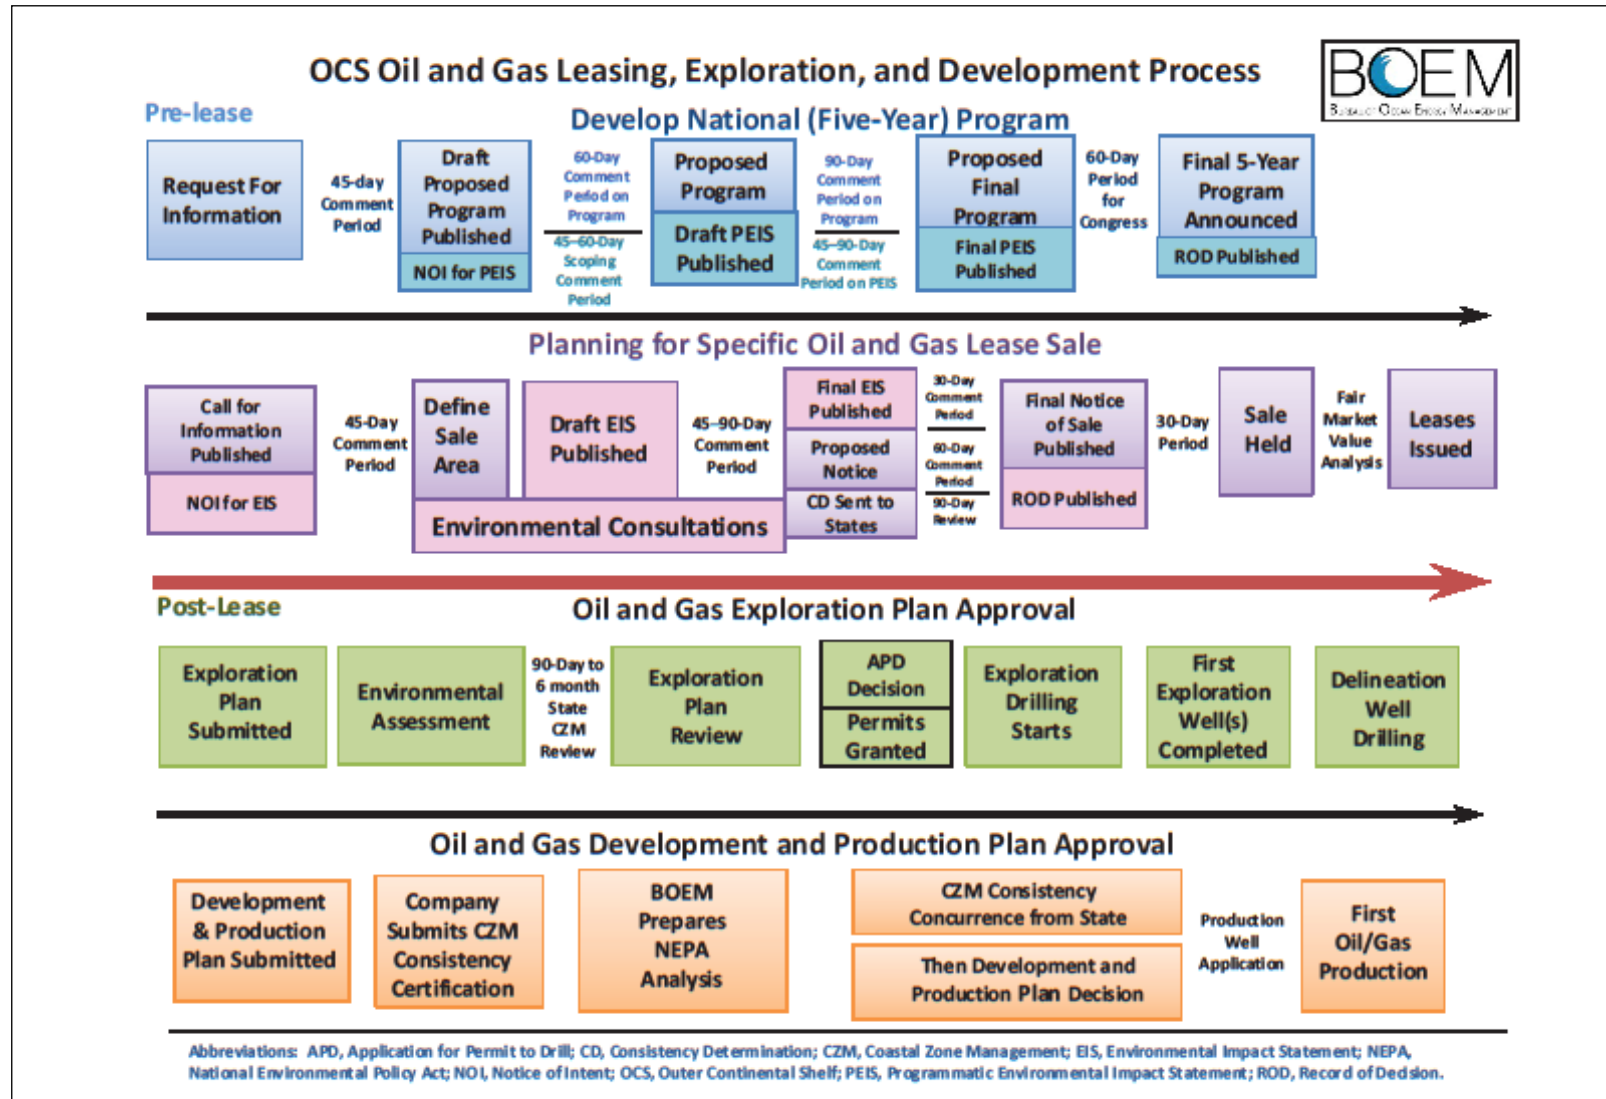 OCS Oil and Gas Leasing, Exploration, and Development Process
BOEM
BUREAU OF OCEAN ENERGY MANAGEMENT
Pre-lease
Develop National (Five-Year) Program
Request For
Information
45-day
Comment
Period
Draft
Proposed
Program
Published
NOI for PEIS
60-Day
Comment
Period on
Program
45–60-Day
Scoping
Comment
Period
Proposed
Program
Draft PEIS
Published
90-Day
Comment
Period on
Program
45–90-Day
Comment
Period on PEIS
Proposed
Final
Program
Final PEIS
Published
60-Day
Period
for
Congress
Final 5-Year
Program
Announced
ROD Published
Planning for Specific Oil and Gas Lease Sale
Call for
Information
Published
NOI for EIS
45-Day
Comment
Period
Define
Sale
Area
Draft EIS
Published
Environmental Consultations
45–90-Day
Comment
Period
Final EIS
Published
Proposed
Notice
CD Sent to
States
30-Day
Comment
Period
60-Day
Comment
Period
90-Day
Review
Final Notice
of Sale
Published
ROD Published
30-Day
Period
Sale
Held
Fair
Market
Value
Analysis
Leases
Issued
Post-Lease
Oil and Gas Exploration Plan Approval
Exploration
Plan
Submitted
Environmental
Assessment
90-Day to
6 month
State
CZM
Review
Exploration
Plan
Review
APD
Decision
Permits
Granted
Exploration
Drilling
Starts
First
Exploration
Well(s)
Completed
Delineation
Well
Drilling
Oil and Gas Development and Production Plan Approval
Development
& Production
Plan Submitted
Company
Submits CZM
Consistency
Certification
BOEM
Prepares
NEPA
Analysis
CZM Consistency
Concurrence from State
Then Development and
Production Plan Decision
Production
Well
Application
First
Oil/Gas
Production
Abbreviations: APD, Application for Permit to Drill; CD, Consistency Determination; CZM, Coastal Zone Management; EIS, Environmental Impact Statement; NEPA,
National Environmental Policy Act; NOI, Notice of Intent; OCS, Outer Continental Shelf; PEIS, Programmatic Environmental Impact Statement; ROD, Record of Decision.